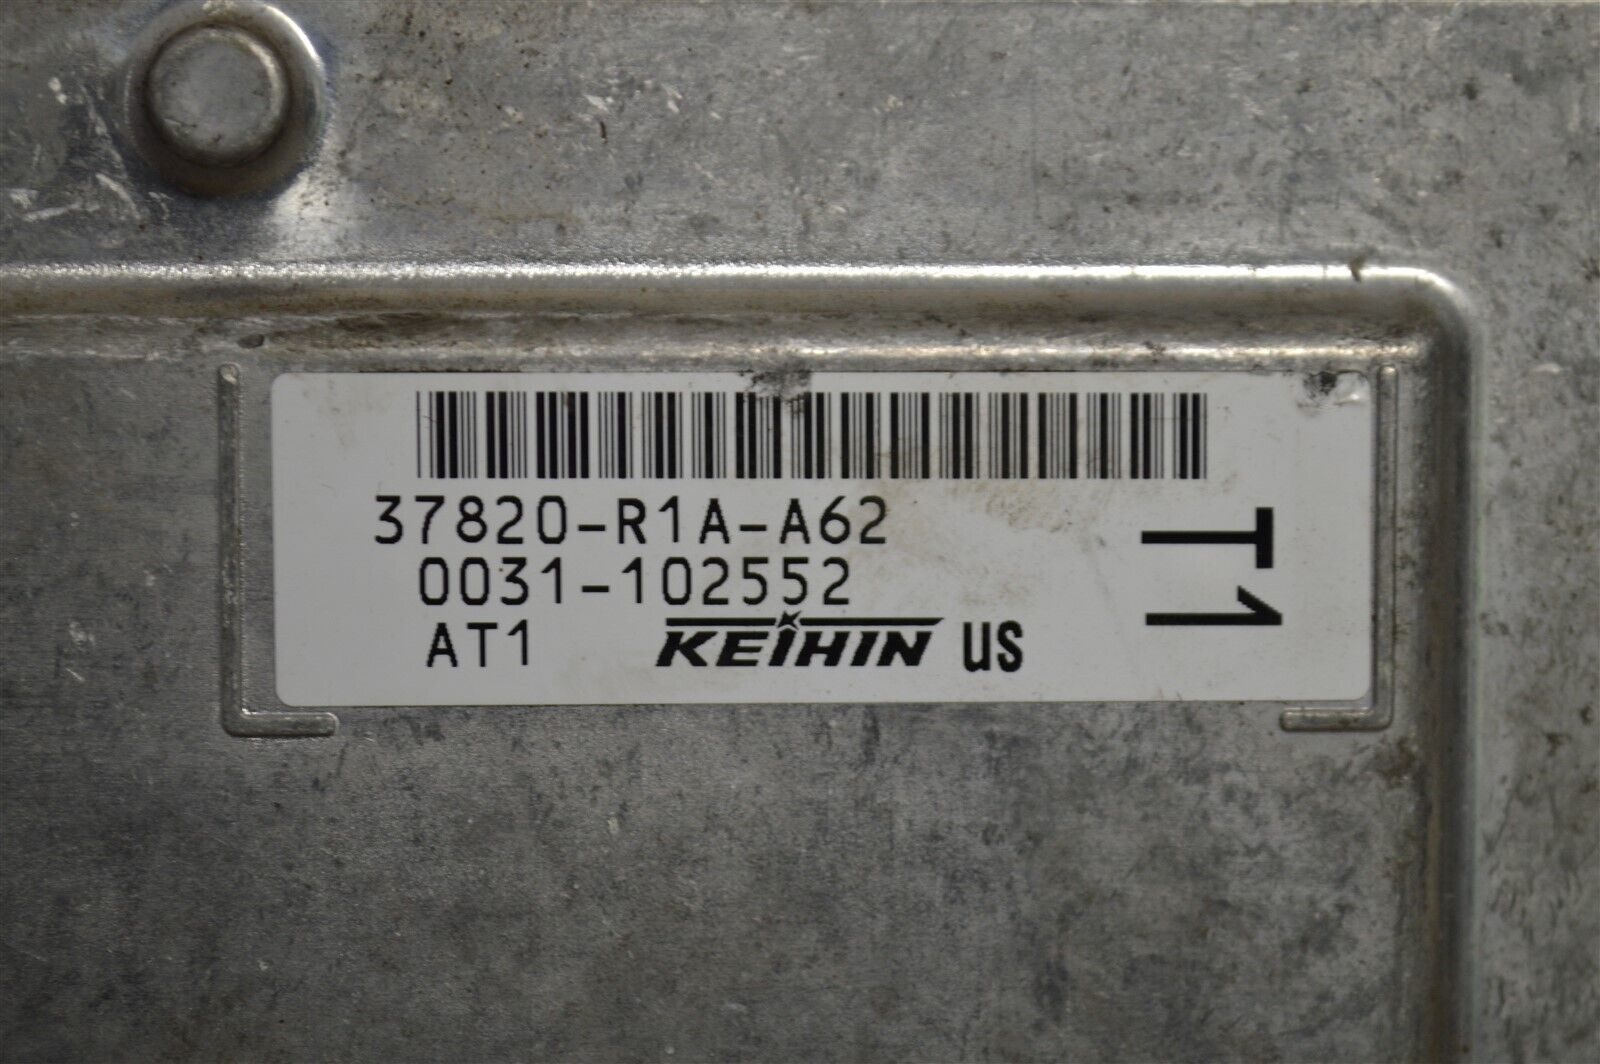 37820-R1A-A62
0031-102552
AT1 KEIHIN US
T1